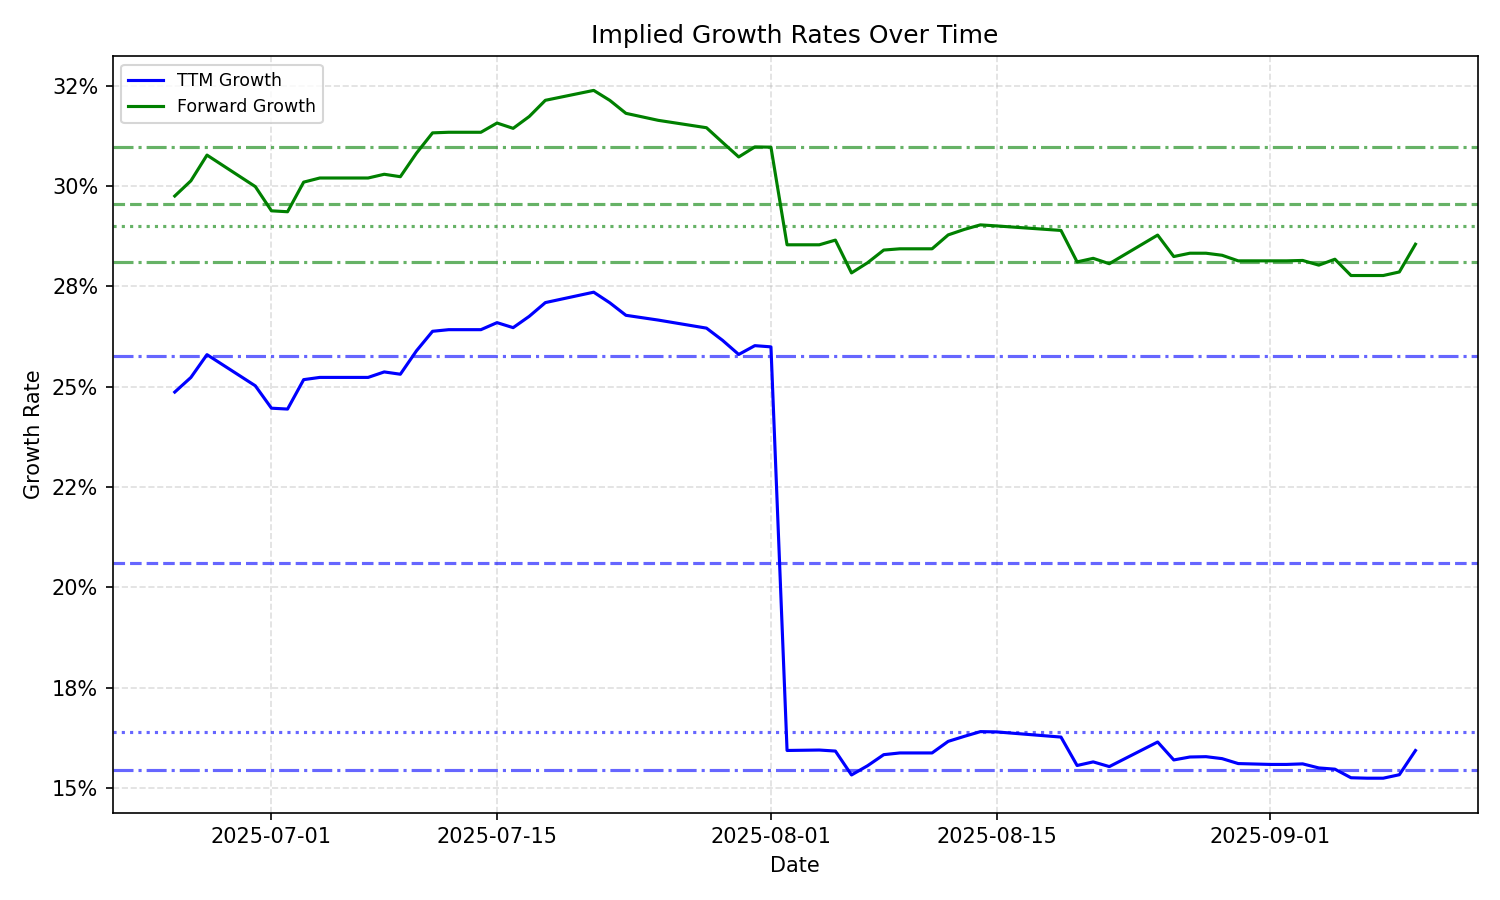 Implied Growth Rates Over Time
TTM Growth
Forward Growth
32%
30%
28%
25%
22%
20%
18%
15%
Growth Rate
2025-07-01
2025-07-15
2025-08-01
2025-08-15
2025-09-01
Date